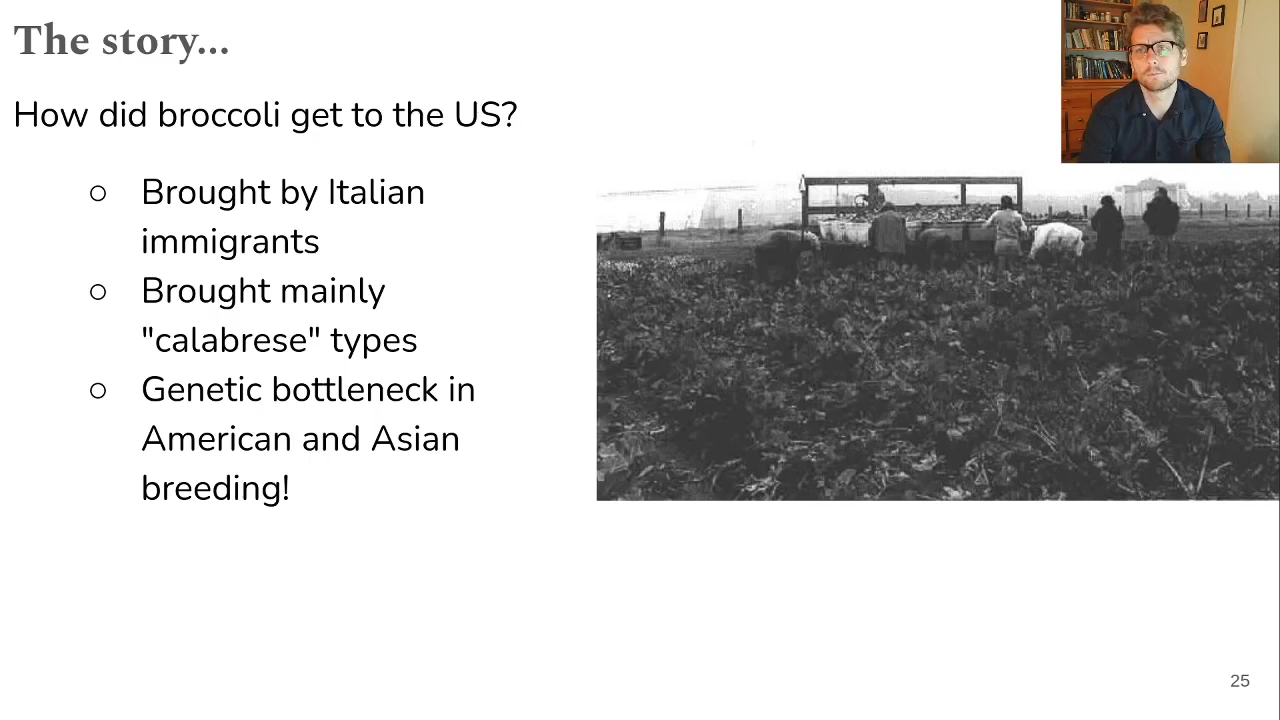 The story...
How did broccoli get to the US?
○ Brought by Italian
immigrants
○ Brought mainly
"calabrese" types
○ Genetic bottleneck in
American and Asian
breeding!
25